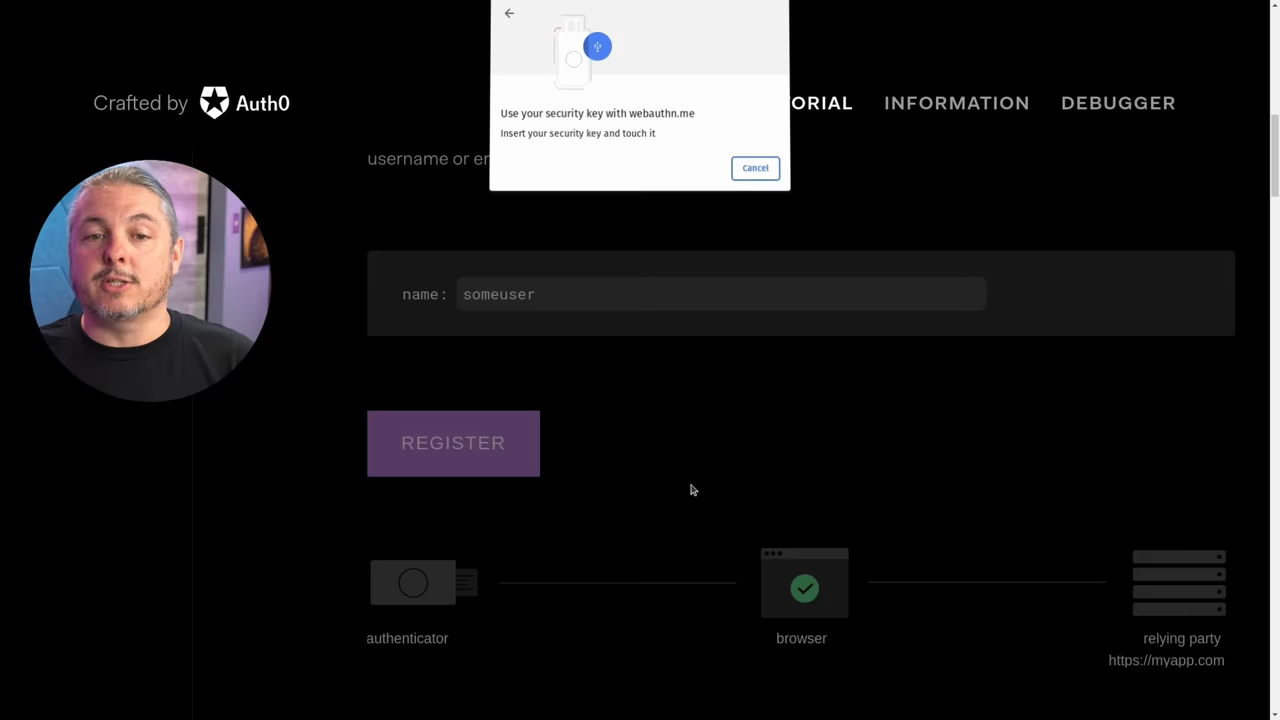 Use your security key with webauthn.me
Insert your security key and touch it
Cancel
Crafted by Auth0
ORIAL INFORMATION DEBUGGER
username or er
name: someuser
REGISTER
authenticator
browser
relying party
https://myapp.com